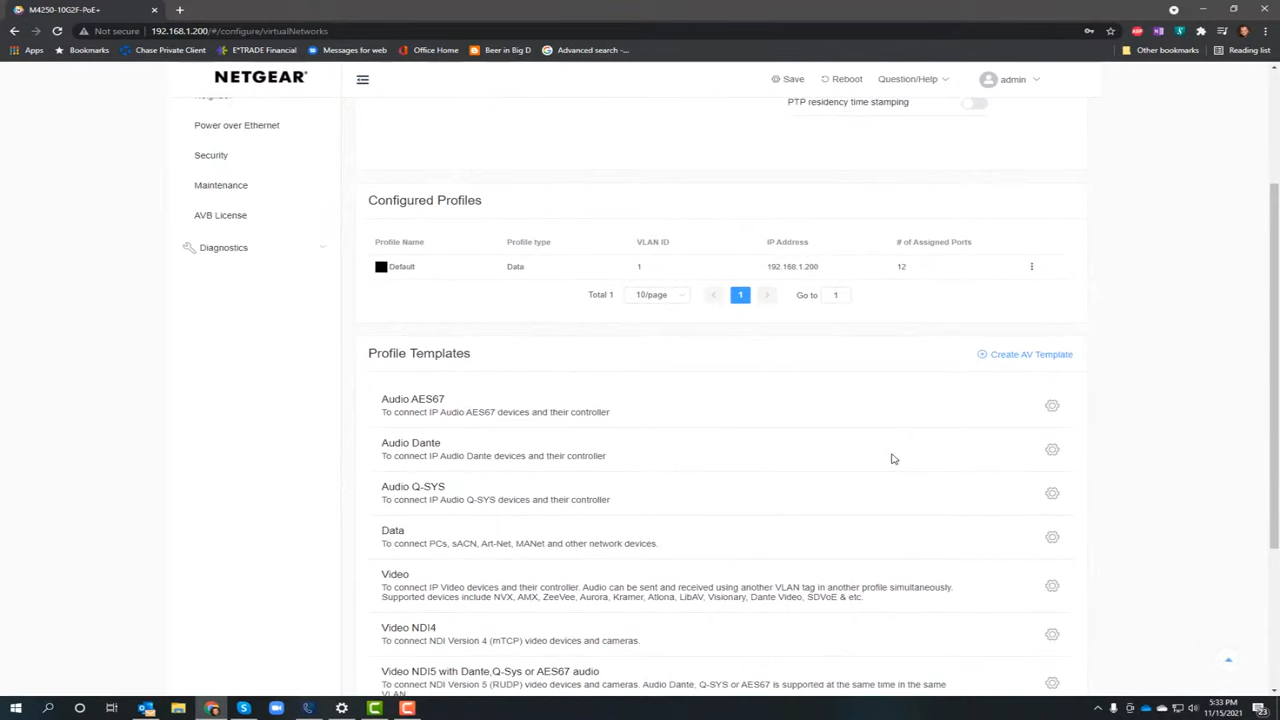 M4250-10G2F-PoE+
Not secure 192.168.1.200/#/configure/virtualNetworks
Apps Bookmarks Chase Private Client E*TRADE Financial Messages for web Office Home Beer in Big D Advanced search -... Other bookmarks Reading list
NETGEAR® Save Reboot Question/Help admin
PTP residency time stamping
Power over Ethernet
Security
Maintenance
AVB License
Diagnostics
Configured Profiles
Profile Name Profile type VLAN ID IP Address # of Assigned Ports
Default Data 1 192.168.1.200 12
Total 1 10/page 1 Go to 1
Profile Templates Create AV Template
Audio AES67
To connect IP Audio AES67 devices and their controller
Audio Dante
To connect IP Audio Dante devices and their controller
Audio Q-SYS
To connect IP Audio Q-SYS devices and their controller
Data
To connect PCs, sACN, Art-Net, MANet and other network devices.
Video
To connect IP Video devices and their controller. Audio can be sent and received using another VLAN tag in another profile simultaneously.
Supported devices include NVX, AMX, ZeeVee, Aurora, Kramer, Atlona, LibAV, Visionary, Dante Video, SDVoE & etc.
Video NDI4
To connect NDI Version 4 (mTCP) video devices and cameras.
Video NDI5 with Dante,Q-Sys or AES67 audio
To connect NDI Version 5 (RUDP) video devices and cameras. Audio Dante, Q-SYS or AES67 is supported at the same time in the same
VLAN
5:33 PM
11/15/2021